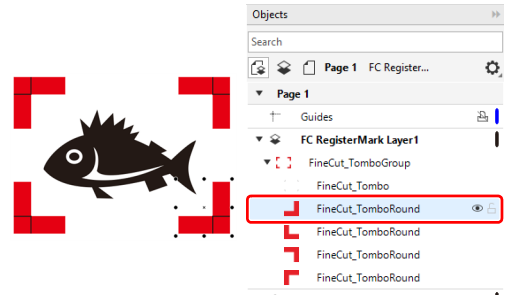 Objects
Search
Page 1 FC Register...
Page 1
Guides
FC RegisterMark Layer1
FineCut_TomboGroup
FineCut_Tombo
FineCut_TomboRound
FineCut_TomboRound
FineCut_TomboRound
FineCut_TomboRound